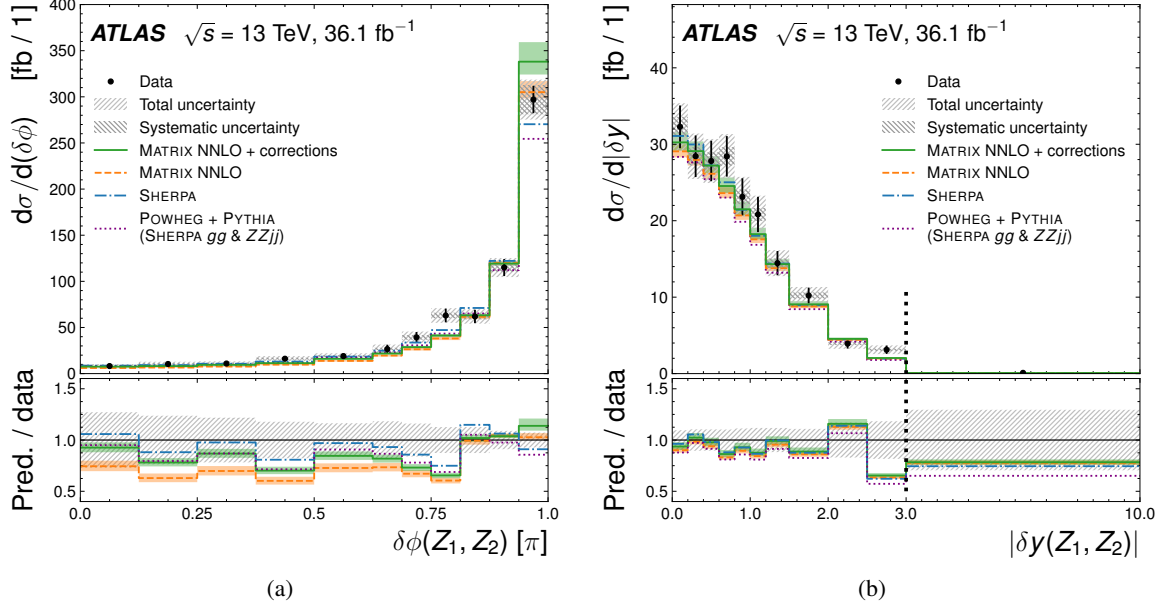 ATLAS √s = 13 TeV, 36.1 fb⁻¹
Data
Total uncertainty
Systematic uncertainty
MATRIX NNLO + corrections
MATRIX NNLO
SHERPA
POWHEG + PYTHIA
(SHERPA gg & ZZjj)
dσ/d(δφ) [fb / 1]
400
350
300
250
200
150
100
50
0
Pred. / data
1.5
1.0
0.5
0.0 0.25 0.5 0.75 1.0
δφ(Z₁, Z₂) [π]
(a)
ATLAS √s = 13 TeV, 36.1 fb⁻¹
Data
Total uncertainty
Systematic uncertainty
MATRIX NNLO + corrections
MATRIX NNLO
SHERPA
POWHEG + PYTHIA
(SHERPA gg & ZZjj)
dσ/d|δy| [fb / 1]
40
30
20
10
0
Pred. / data
1.5
1.0
0.5
0.0 1.0 2.0 3.0 10.0
|δy(Z₁, Z₂)|
(b)